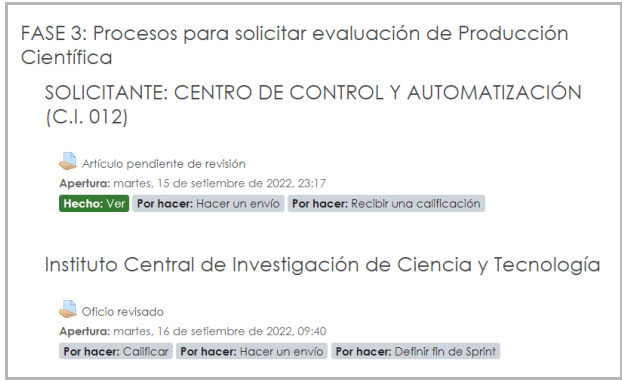 FASE 3: Procesos para solicitar evaluación de Producción
Científica
SOLICITANTE: CENTRO DE CONTROL Y AUTOMATIZACIÓN
(C.I. 012)
Artículo pendiente de revisión
Apertura: martes, 15 de setiembre de 2022, 23:17
Hecho: Ver Por hacer: Hacer un envío Por hacer: Recibir una calificación
Instituto Central de Investigación de Ciencia y Tecnología
Oficio revisado
Apertura: martes, 16 de setiembre de 2022, 09:40
Por hacer: Calificar Por hacer: Hacer un envío Por hacer: Definir fin de Sprint